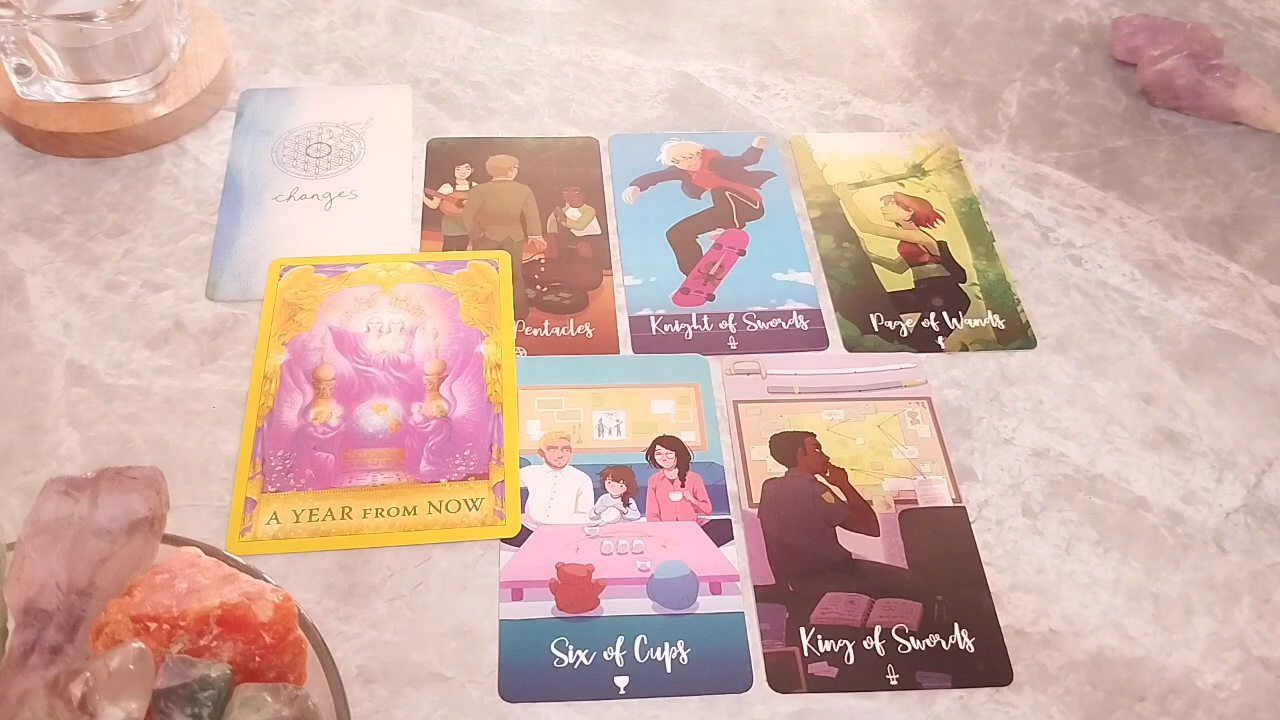 changes
Pentacles
Knight of Swords
Page of Wands
A YEAR FROM NOW
Six of Cups
King of Swords